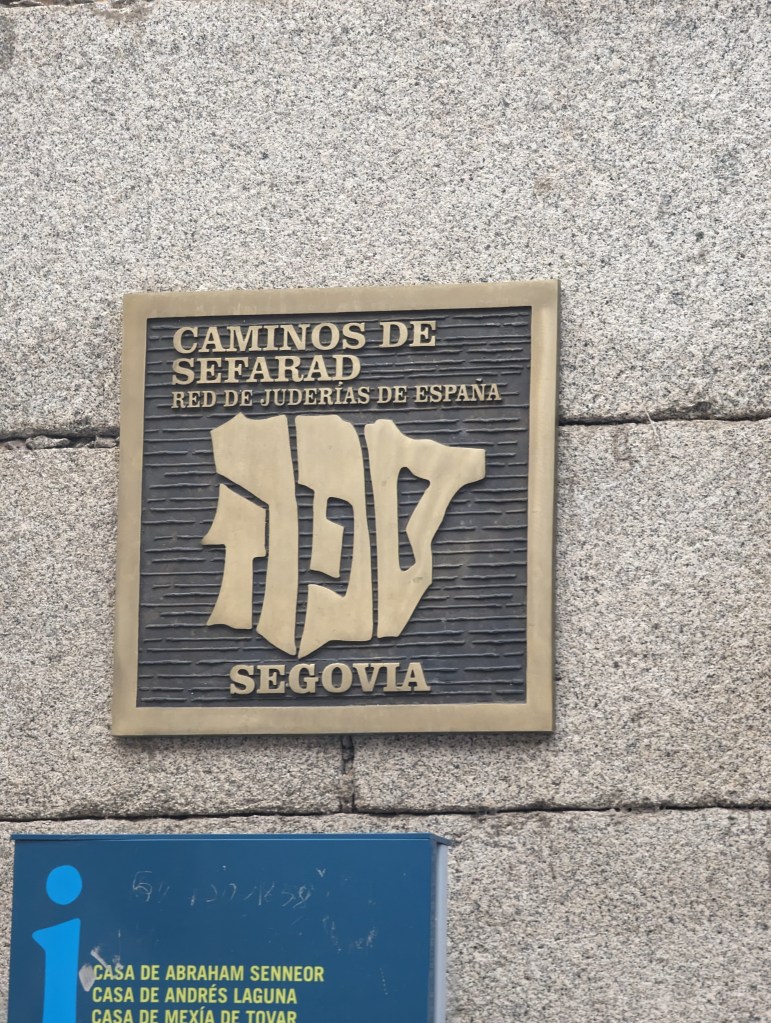 CAMINOS DE
SEFARAD
RED DE JUDERÍAS DE ESPAÑA
ספרד
SEGOVIA
i
CASA DE ABRAHAM SENNEOR
CASA DE ANDRÉS LAGUNA
CASA DE MEXÍA DE TOVAR